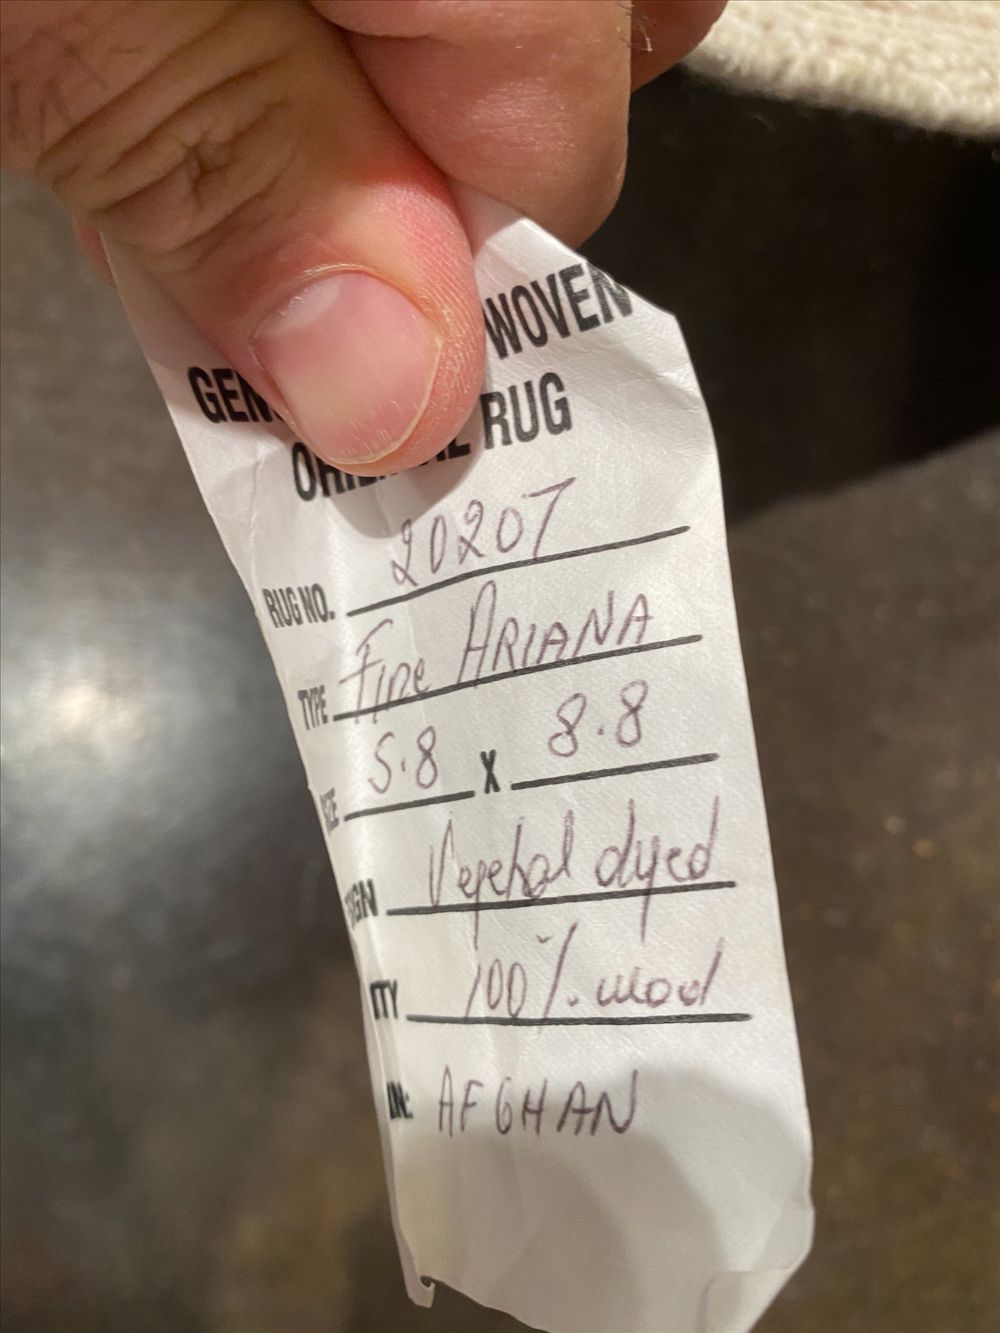 WOVEN
RUG
RUG NO. 20207
TYPE Fine ARIANA
5.8 X 8.8
Vegetal dyed
100%. wool
AFGHAN